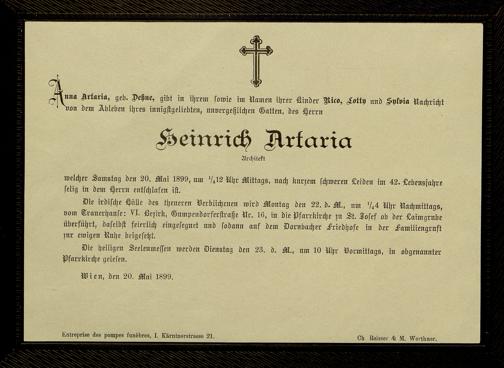 Anna Artaria, geb. Dehne, gibt in ihrem sowie im Namen ihrer Kinder Rico, Lotty und Sylvia Nachricht
von dem Ableben ihres innigstgeliebten, unvergeßlichen Gatten, des Herrn
Heinrich Artaria
Architekt
welcher Samstag den 20. Mai 1899, um ¼12 Uhr Mittags, nach kurzem schweren Leiden im 42. Lebensjahre
selig in dem Herrn entschlafen ist.
Die irdische Hülle des theueren Verblichenen wird Montag den 22. d. M., um ¼4 Uhr Nachmittags,
vom Trauerhause: VI. Bezirk, Gumpendorferstraße Nr. 16, in die Pfarrkirche zu St. Josef ob der Laimgrube
überführt, daselbst feierlich eingesegnet und sodann auf dem Dornbacher Friedhofe in der Familiengruft
zur ewigen Ruhe beigesetzt.
Die heiligen Seelenmessen werden Dienstag den 23. d. M., um 10 Uhr Vormittags, in obgenannter
Pfarrkirche gelesen.
Wien, den 20. Mai 1899.
Entreprise des pompes funèbres, I. Kärntnerstrasse 21.
Ch. Reisser & M. Werthner.